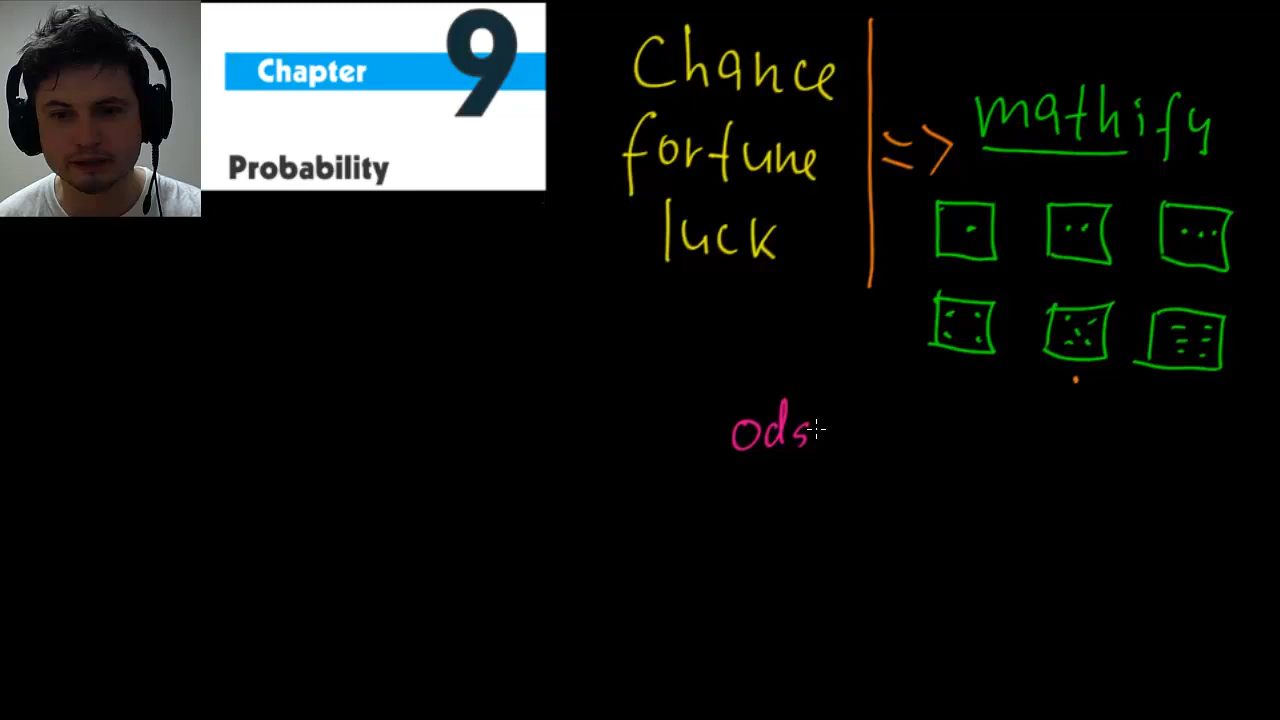 Chapter 9
Probability
Chance
fortune
luck
=> mathify
ods